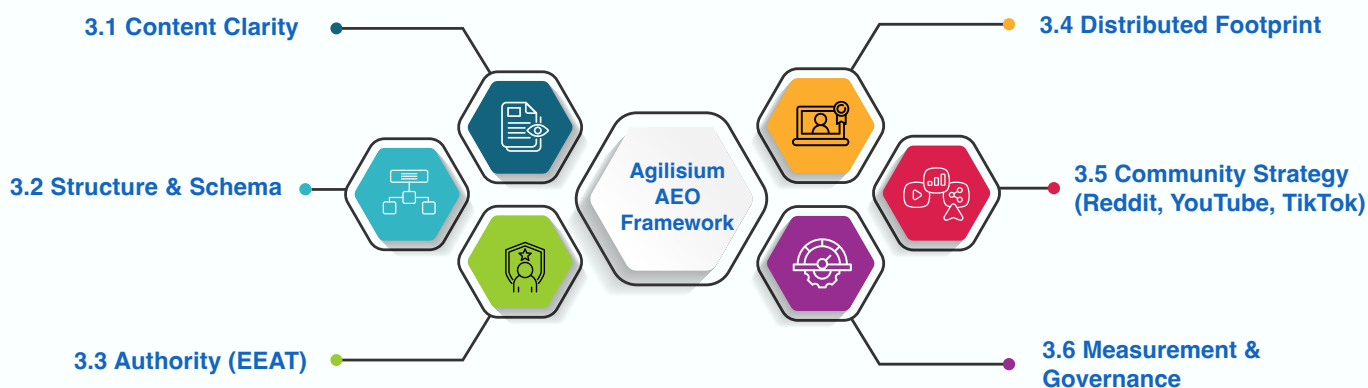 3.1 Content Clarity
3.2 Structure & Schema
3.3 Authority (EEAT)
Agilisium
AEO
Framework
3.4 Distributed Footprint
3.5 Community Strategy
(Reddit, YouTube, TikTok)
3.6 Measurement &
Governance